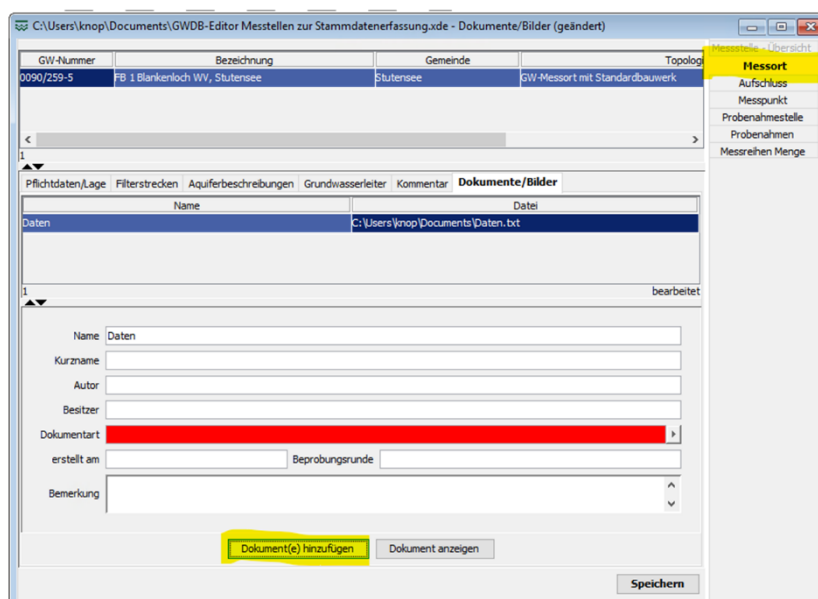 C:\Users\knop\Documents\GWDB-Editor Messtellen zur Stammdatenerfassung.xde - Dokumente/Bilder (geändert)
Messstelle - Übersicht
GW-Nummer Bezeichnung Gemeinde Topologi
Messort
0090/259-5 FB 1 Blankenloch WV, Stutensee Stutensee GW-Messort mit Standardbauwerk
Aufschluss
Messpunkt
Probenahmestelle
Probenahmen
Messreihen Menge
1
Pflichtdaten/Lage Filterstrecken Aquiferbeschreibungen Grundwasserleiter Kommentar Dokumente/Bilder
Name Datei
Daten C:\Users\knop\Documents\Daten.txt
1 bearbeitet
Name Daten
Kurzname
Autor
Besitzer
Dokumentart
erstellt am Beprobungsrunde
Bemerkung
Dokument(e) hinzufügen Dokument anzeigen
Speichern